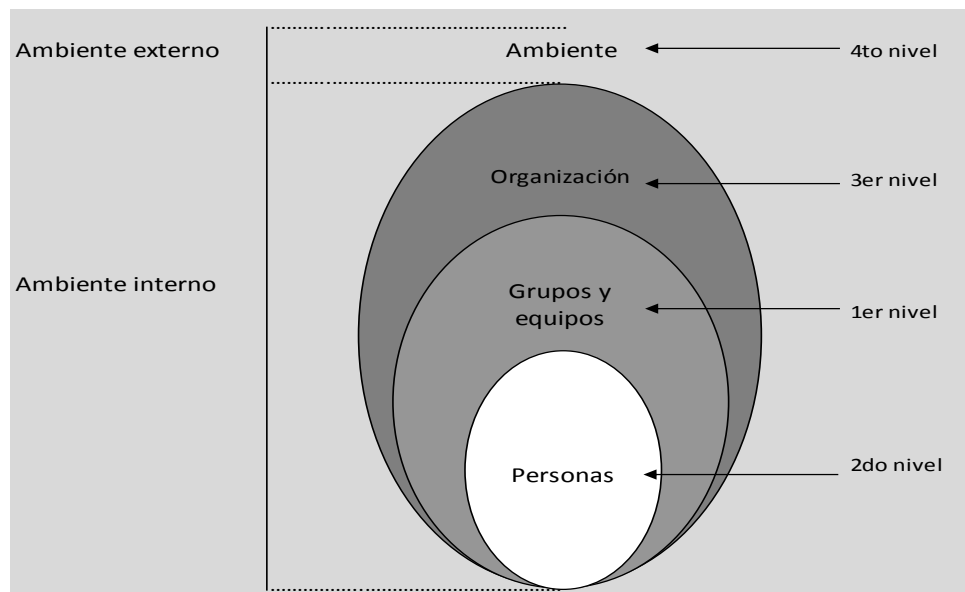 Ambiente externo
Ambiente
4to nivel
Organización
3er nivel
Ambiente interno
Grupos y
equipos
1er nivel
Personas
2do nivel